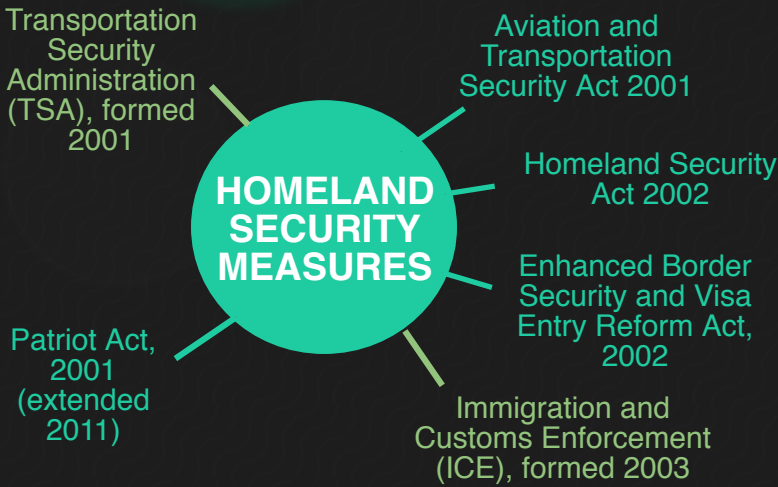 Transportation
Security
Administration
(TSA), formed
2001
Aviation and
Transportation
Security Act 2001
HOMELAND
SECURITY
MEASURES
Homeland Security
Act 2002
Enhanced Border
Security and Visa
Entry Reform Act,
2002
Patriot Act,
2001
(extended
2011)
Immigration and
Customs Enforcement
(ICE), formed 2003